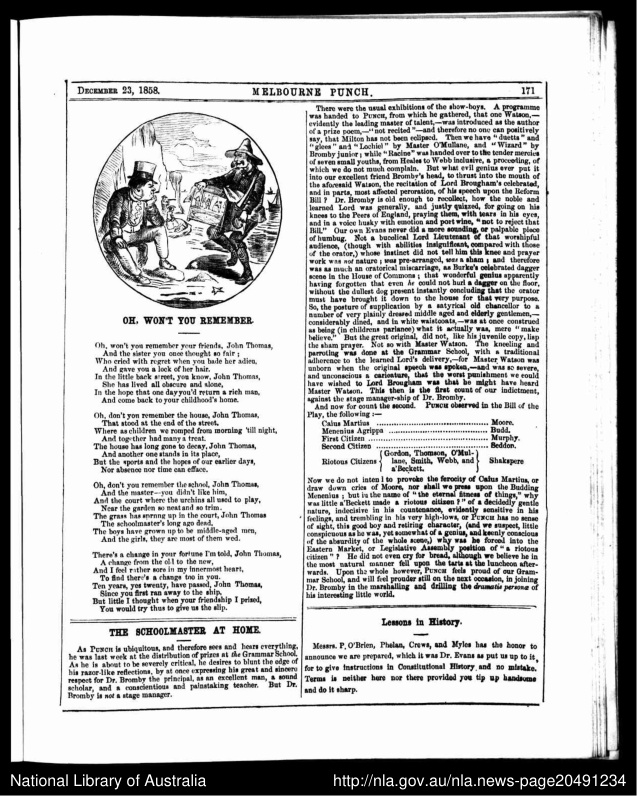 DECEMBER 23, 1858.
MELBOURNE PUNCH.
171
OH, WON'T YOU REMEMBER.
Oh, won't you remember your friends, John Thomas,
And the sister you once thought so fair;
Who cried with regret when you bade her adieu,
And gave you a lock of her hair.
In the little back street, you know, John Thomas,
She has lived all obscure and alone,
In the hope that one day you'd return a rich man,
And come back to your childhood's home.
Oh, don't you remember the house, John Thomas,
That stood at the end of the street.
Where as children we romped from morning 'till night,
And together had many a treat.
The house has long gone to decay, John Thomas,
And another one stands in its place,
But the sports and the hopes of our earlier days,
Nor absence nor time can efface.
Oh, don't you remember the school, John Thomas,
And the master—you didn't like him,
And the court where the urchins all used to play,
Near the garden so neat and so trim.
The grass has sprung up in the court, John Thomas
The schoolmaster's long ago dead,
The boys have grown up to be middle-aged men,
And the girls, they are most of them wed.
There's a change in your fortune I'm told, John Thomas,
A change from the old to the new,
And I feel rather sore in my innermost heart,
To find there's a change too in you.
Ten years, yes twenty, have passed, John Thomas,
Since you first ran away to the ship,
But little I thought when your friendship I prized,
You would try thus to give us the slip.
THE SCHOOLMASTER AT HOME.
As PUNCH is ubiquitous, and therefore sees and hears everything,
he was last week at the distribution of prizes at the Grammar School.
As he is about to be severely critical, he desires to blunt the edge of
his razor-like reflections, by at once expressing his great and sincere
respect for Dr. Bromby the principal, as an excellent man, a sound
scholar, and a conscientious and painstaking teacher. But Dr.
Bromby is not a stage manager.
There were the usual exhibitions of the show-boys. A programme
was handed to PUNCH, from which he gathered, that one Watson,—
evidently the leading master of talent,—was introduced as the author
of a prize poem,—"not recited"—and therefore no one can positively
say, that Milton has not been eclipsed. Then we have "duetts" and
"glees" and "Lochiel" by Master O'Mullane, and "Wizard" by
Bromby junior; while "Racine" was handed over to the tender mercies
of seven small youths, from Heales to Webb inclusive, a proceeding, of
which we do not much complain. But what evil genius ever put it
into our excellent friend Bromby's head, to thrust into the mouth of
the aforesaid Watson, the recitation of Lord Brougham's celebrated,
and in parts, most affected peroration, of his speech upon the Reform
Bill? Dr. Bromby is old enough to recollect, how the noble and
learned Lord was generally, and justly quizzed, for going on his
knees to the Peers of England, praying them, with tears in his eyes,
and in a voice husky with emotion and port wine, "not to reject that
Bill." Our own Evans never did a more sounding, or palpable piece
of humbug. Not a bucolical Lord Lieutenant of that worshipful
audience, (though with abilities insignificant, compared with those
of the orator,) whose instinct did not tell him this knee and prayer
work was not nature; was pre-arranged, was a sham; and therefore
was as much an oratorical miscarriage, as Burke's celebrated dagger
scene in the House of Commons; that wonderful genius apparently
having forgotten that even he could not hurl a dagger on the floor,
without the dullest dog present instantly concluding that the orator
must have brought it down to the house for that very purpose.
So, the posture of supplication by a satyrical old chancellor to a
number of very plainly dressed middle aged and elderly gentlemen,—
considerably dined, and in white waistcoats,—was at once construed
as being (in childrens parlance) what it actually was, mere "make
believe." But the great original, did not, like his juvenile copy, lisp
the sham prayer. Not so with Master Watson. The kneeling and
parroting was done at the Grammar School, with a traditional
adherence to the learned Lord's delivery,—for Master Watson was
unborn when the original speech was spoken,—and was so severe,
and unconscious a caricature, that the worst punishment we could
have wished to Lord Brougham was that he might have heard
Master Watson. This then is the first count of our indictment,
against the stage manager-ship of Dr. Bromby.
And now for count the second. PUNCH observed in the Bill of the
Play, the following:—
Caius Martius ........ Moore.
Menenius Agrippa ........ Budd.
First Citizen ........ Murphy.
Second Citizen ........ Beddon.
Riotous Citizens { Gordon, Thomson, O'Mul-
lane, Smith, Webb, and
a'Beckett. } Shakspere
Now we do not intend to provoke the ferocity of Caius Martius, or
draw down cries of Moore, nor shall we press upon the Budding
Menenius; but in the name of "the eternal fitness of things," why
was little a'Beckett made a riotous citizen? of a decidedly gentle
nature, indecisive in his countenance, evidently sensitive in his
feelings, and trembling in his very high-lows, or PUNCH has no sense
of sight, this good boy and retiring character, (and we suspect, little
conspicuous as he was, yet somewhat of a genius, and keenly conscious
of the absurdity of the whole scene,) why was he forced into the
Eastern Market, or Legislative Assembly position of "a riotous
citizen"? He did not even cry for bread, although we believe he in
the most natural manner fell upon the tarts at the luncheon after-
wards. Upon the whole however, PUNCH feels proud of our Gram-
mar School, and will feel prouder still on the next occasion, in joining
Dr. Bromby in the marshalling and drilling the dramatis personæ of
his interesting little world.
Lessons in History.
Messrs. P. O'Brien, Phelan, Crews, and Myles has the honor to
announce we are prepared, which it was Dr. Evans as put us up to it,
for to give instructions in Constitutional History and no mistake.
Terms is neither here nor there provided you tip up handsome
and do it sharp.
National Library of Australia
http://nla.gov.au/nla.news-page20491234